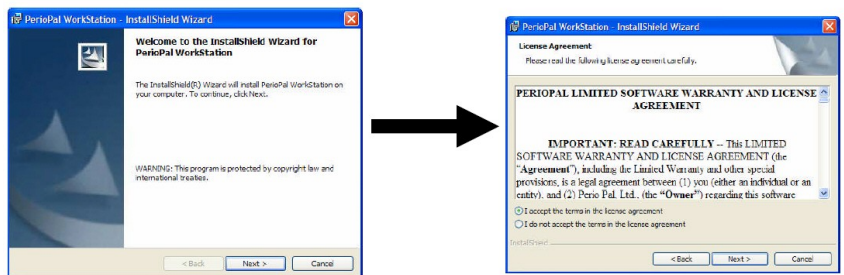 PerioPal WorkStation - InstallShield Wizard
Welcome to the InstallShield Wizard for
PerioPal WorkStation
The InstallShield(R) Wizard will install PerioPal WorkStation on
your computer. To continue, click Next.
WARNING: This program is protected by copyright law and
international treaties.
< Back
Next >
Cancel
PerioPal WorkStation - InstallShield Wizard
License Agreement
Please read the following license agreement carefully.
PERIOPAL LIMITED SOFTWARE WARRANTY AND LICENSE
AGREEMENT
IMPORTANT: READ CAREFULLY -- This LIMITED
SOFTWARE WARRANTY AND LICENSE AGREEMENT (the
"Agreement"), including the Limited Warranty and other special
provisions, is a legal agreement between (1) you (either an individual or an
entity), and (2) Perio Pal, Ltd., (the "Owner") regarding this software
I accept the terms in the license agreement
I do not accept the terms in the license agreement
InstallShield
< Back
Next >
Cancel